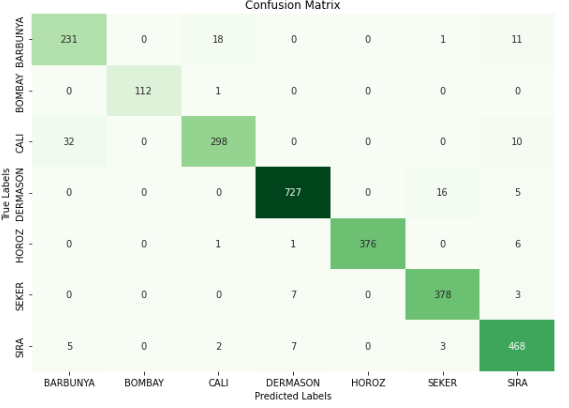 Confusion Matrix
True Labels
BARBUNYA 231 0 18 0 0 1 11
BOMBAY 0 112 1 0 0 0 0
CALI 32 0 298 0 0 0 10
DERMASON 0 0 0 727 0 16 5
HOROZ 0 0 1 1 376 0 6
SEKER 0 0 0 7 0 378 3
SIRA 5 0 2 7 0 3 468
BARBUNYA BOMBAY CALI DERMASON HOROZ SEKER SIRA
Predicted Labels